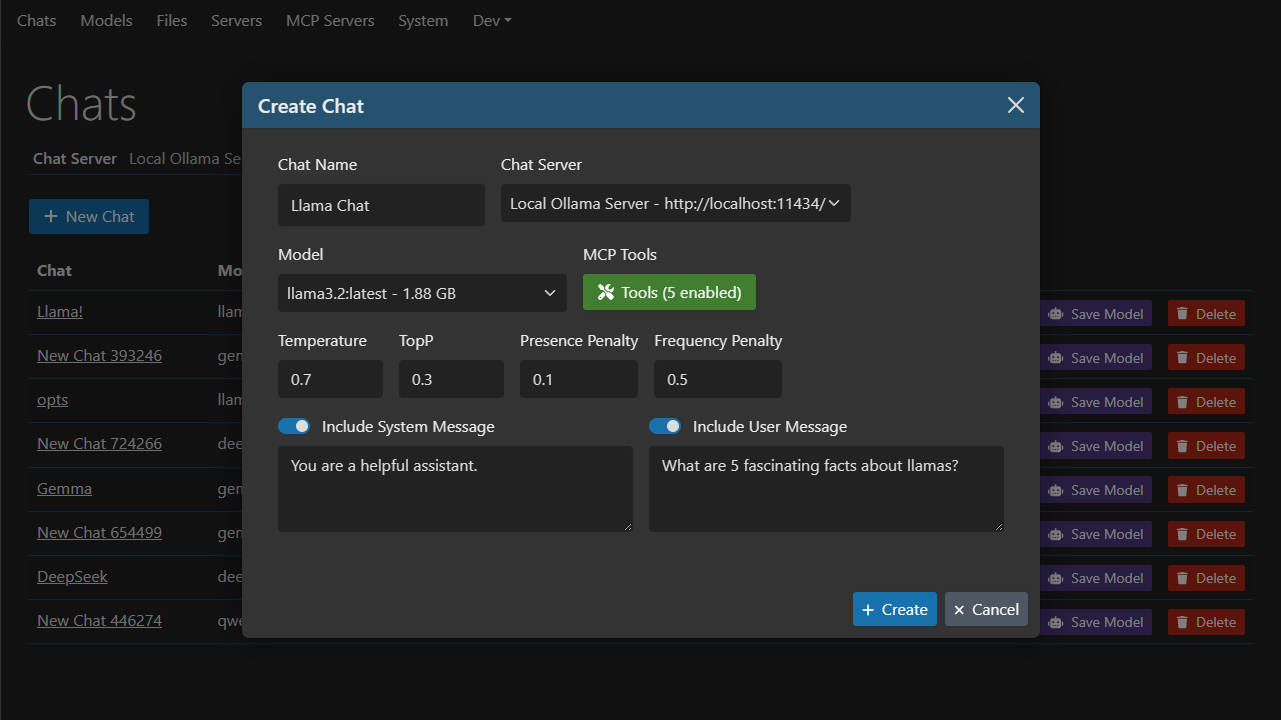 Chats Models Files Servers MCP Servers System Dev
Chats
Chat Server Local Ollama Se
New Chat
Chat Mo
Llama! llam Save Model Delete
New Chat 393246 gem Save Model Delete
opts llam Save Model Delete
New Chat 724266 dee Save Model Delete
Gemma gem Save Model Delete
New Chat 654499 gem Save Model Delete
DeepSeek dee Save Model Delete
New Chat 446274 qwe Save Model Delete
Create Chat
Chat Name Chat Server
Llama Chat Local Ollama Server - http://localhost:11434/
Model MCP Tools
llama3.2:latest - 1.88 GB Tools (5 enabled)
Temperature TopP Presence Penalty Frequency Penalty
0.7 0.3 0.1 0.5
Include System Message Include User Message
You are a helpful assistant. What are 5 fascinating facts about llamas?
Create Cancel